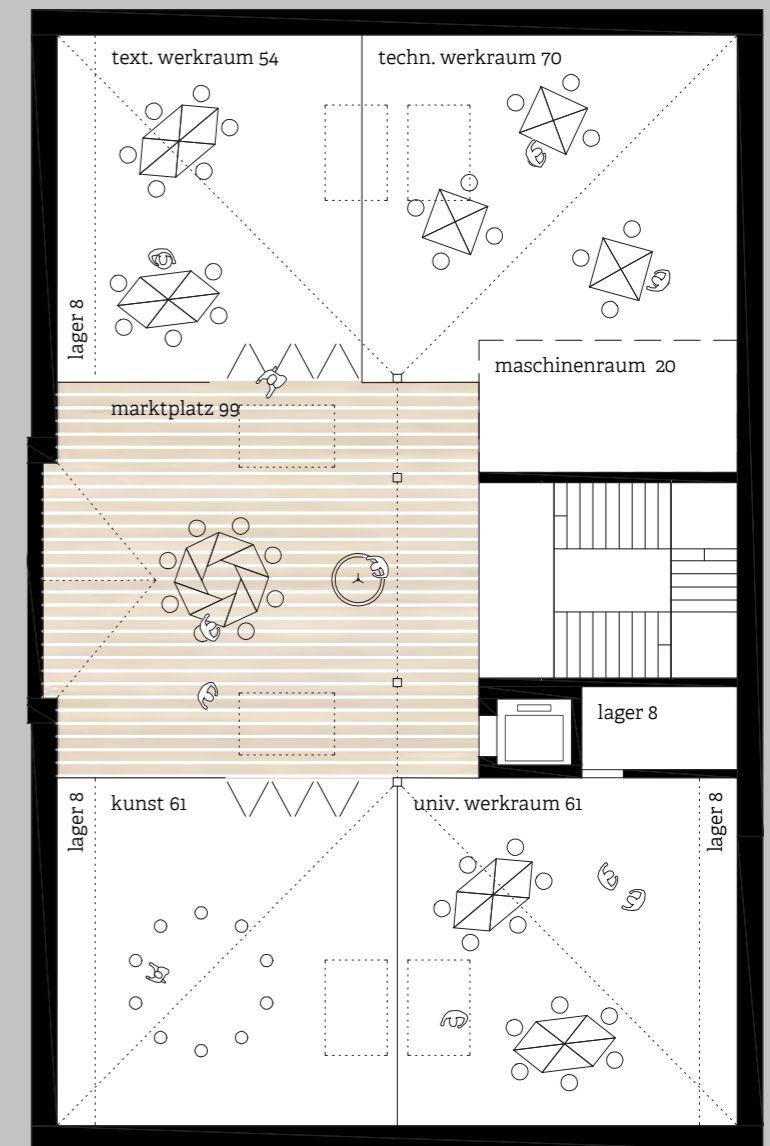 text. werkraum 54
techn. werkraum 70
lager 8
maschinenraum 20
marktplatz 99
lager 8
lager 8
kunst 61
univ. werkraum 61
lager 8